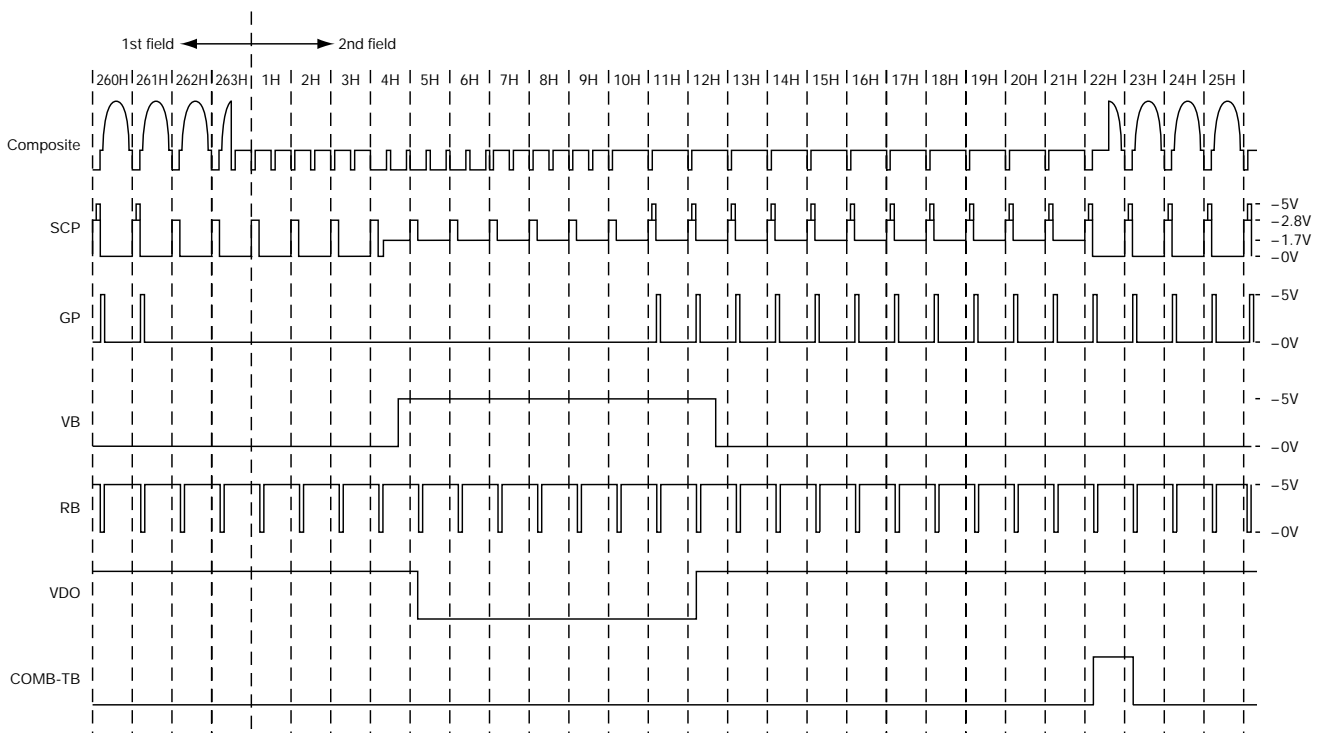 1st field 2nd field
260H 261H 262H 263H 1H 2H 3H 4H 5H 6H 7H 8H 9H 10H 11H 12H 13H 14H 15H 16H 17H 18H 19H 20H 21H 22H 23H 24H 25H
Composite
SCP
–5V
–2.8V
–1.7V
–0V
GP
–5V
–0V
VB
–5V
–0V
RB
–5V
–0V
VDO
COMB-TB